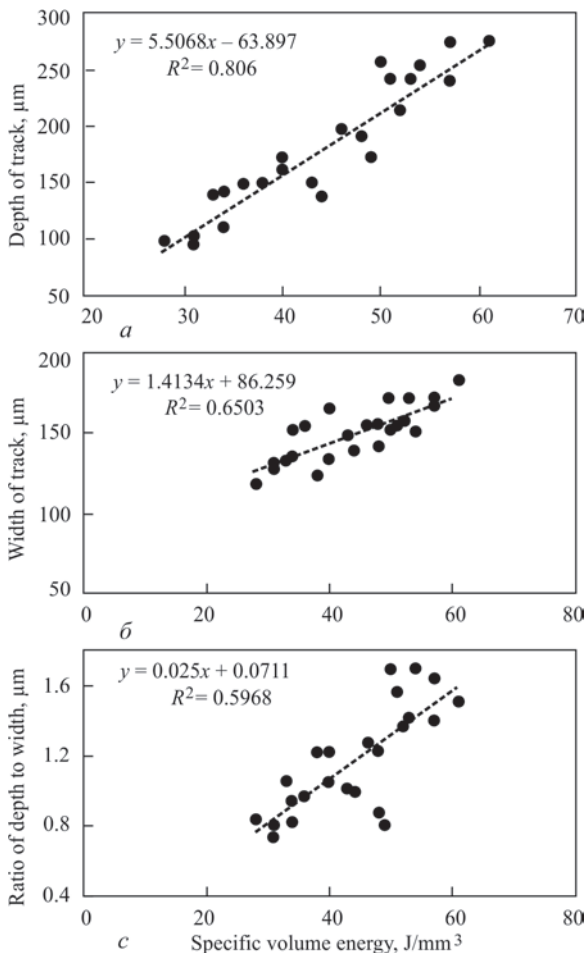 300
y = 5.5068x – 63.897
R² = 0.806
250
200
150
100
50
Depth of track, µm
20 30 40 50 60 70
а
200
y = 1.4134x + 86.259
R² = 0.6503
150
100
50
Width of track, µm
0 20 40 60 80
б
y = 0.025x + 0.0711
R² = 0.5968
1.6
1.2
0.8
0.4
Ratio of depth to width, µm
0 20 40 60 80
с Specific volume energy, J/mm³